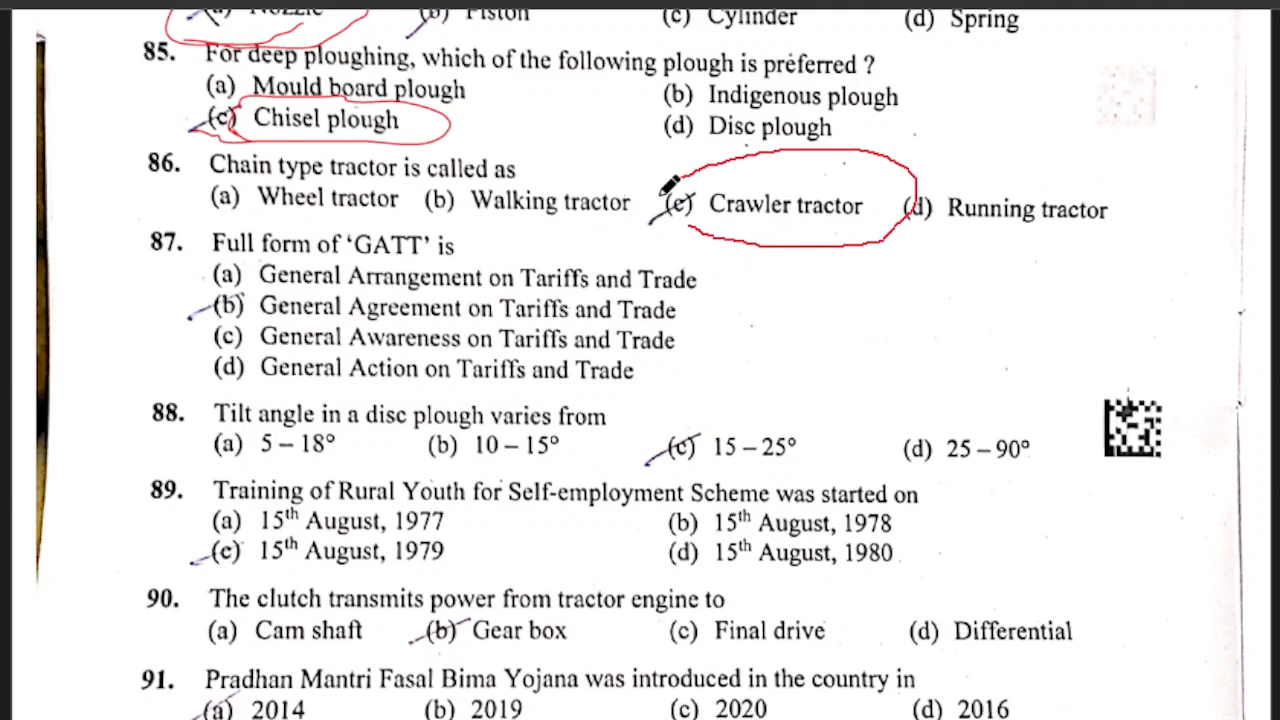 (a) Nozzle (b) Piston (c) Cylinder (d) Spring
85. For deep ploughing, which of the following plough is preferred ?
(a) Mould board plough (b) Indigenous plough
(c) Chisel plough (d) Disc plough
86. Chain type tractor is called as
(a) Wheel tractor (b) Walking tractor (c) Crawler tractor (d) Running tractor
87. Full form of ‘GATT’ is
(a) General Arrangement on Tariffs and Trade
(b) General Agreement on Tariffs and Trade
(c) General Awareness on Tariffs and Trade
(d) General Action on Tariffs and Trade
88. Tilt angle in a disc plough varies from
(a) 5 – 18° (b) 10 – 15° (c) 15 – 25° (d) 25 – 90°
89. Training of Rural Youth for Self-employment Scheme was started on
(a) 15th August, 1977 (b) 15th August, 1978
(c) 15th August, 1979 (d) 15th August, 1980
90. The clutch transmits power from tractor engine to
(a) Cam shaft (b) Gear box (c) Final drive (d) Differential
91. Pradhan Mantri Fasal Bima Yojana was introduced in the country in
(a) 2014 (b) 2019 (c) 2020 (d) 2016